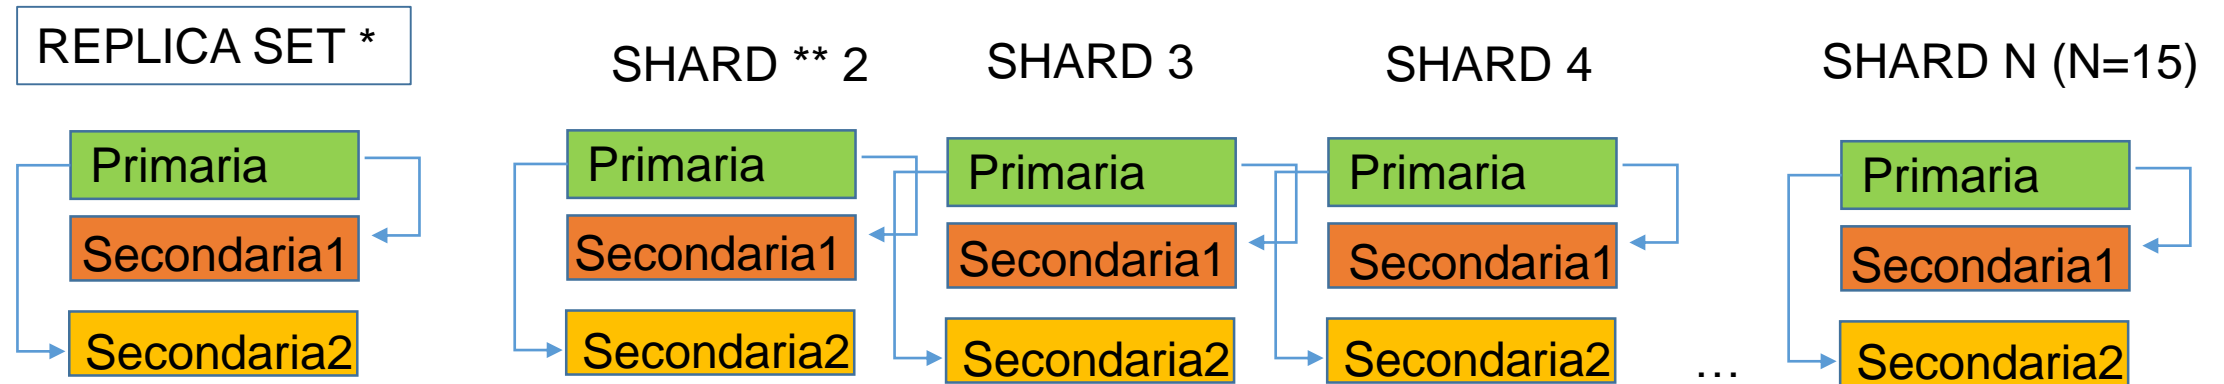 REPLICA SET *
SHARD ** 2
SHARD 3
SHARD 4
SHARD N (N=15)
Primaria
Primaria
Primaria
Primaria
Primaria
Secondaria1
Secondaria1
Secondaria1
Secondaria1
Secondaria1
Secondaria2
Secondaria2
Secondaria2
Secondaria2
...
Secondaria2